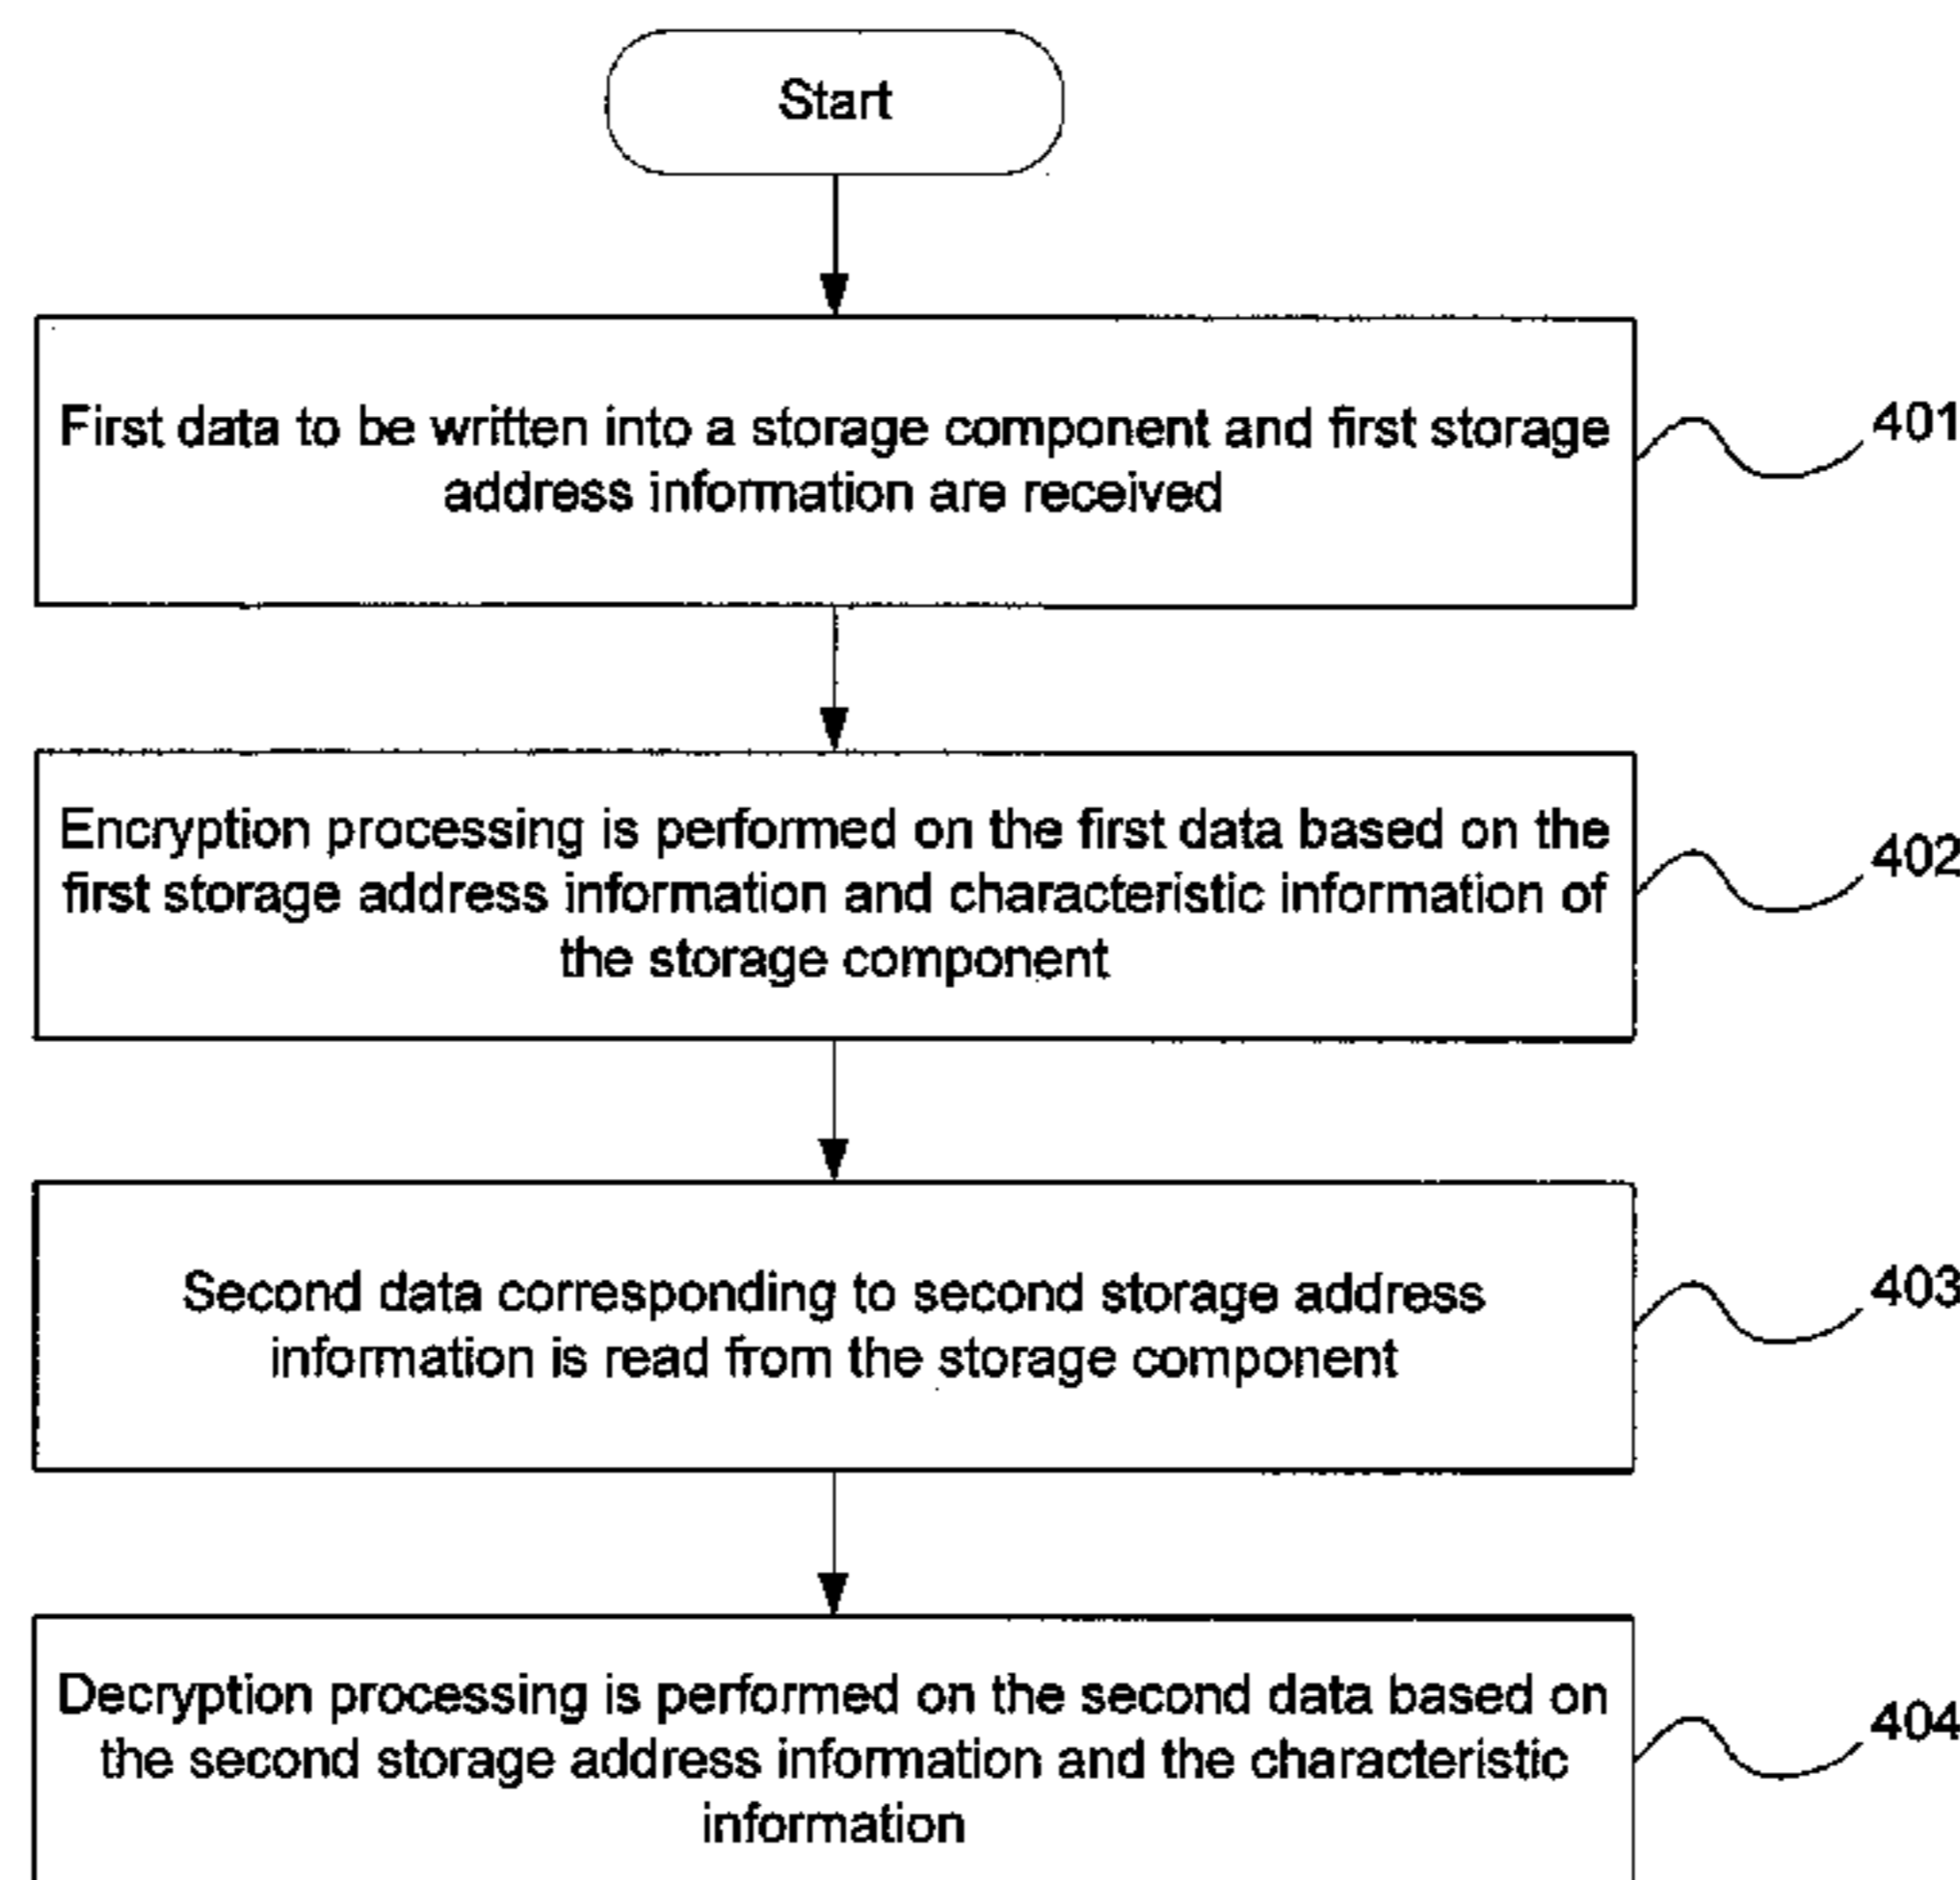 Start
First data to be written into a storage component and first storage
address information are received
401
Encryption processing is performed on the first data based on the
first storage address information and characteristic information of
the storage component
402
Second data corresponding to second storage address
information is read from the storage component
403
Decryption processing is performed on the second data based on
the second storage address information and the characteristic
information
404